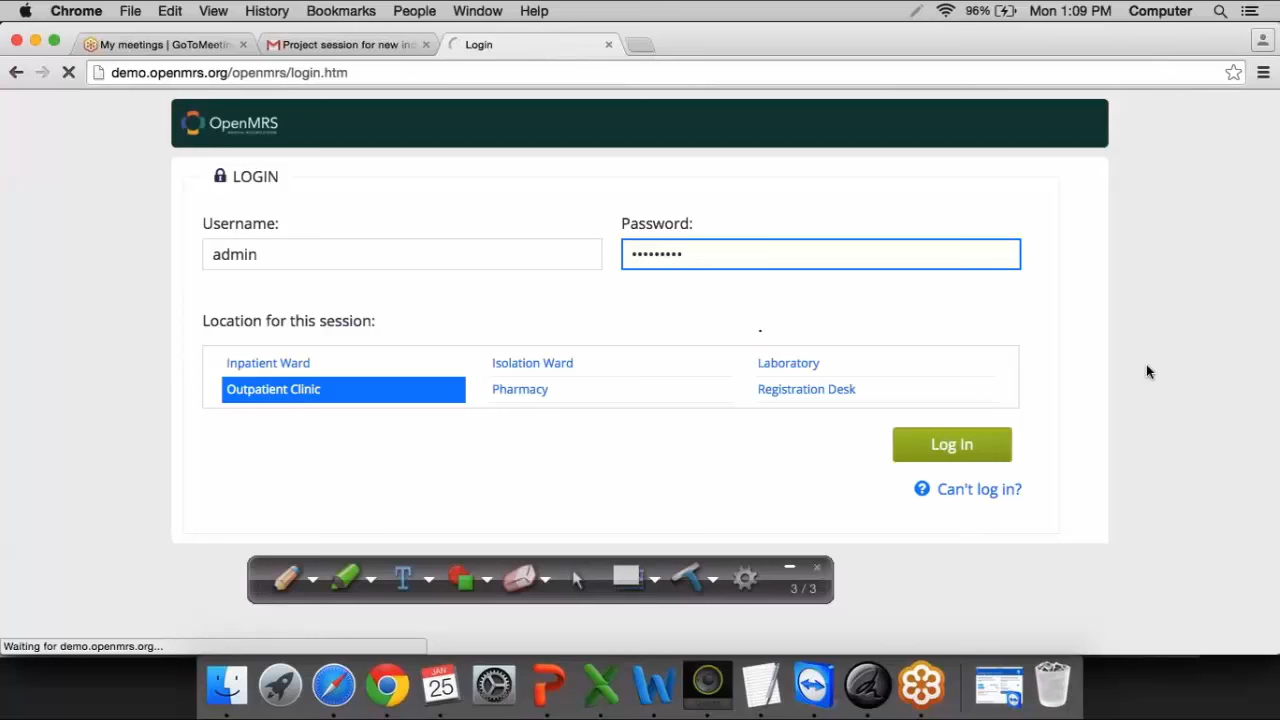 Chrome File Edit View History Bookmarks People Window Help 96% Mon 1:09 PM Computer
My meetings | GoToMeetin Project session for new in Login
demo.openmrs.org/openmrs/login.htm
OpenMRS
LOGIN
Username: Password:
admin •••••••••
Location for this session:
Inpatient Ward Isolation Ward Laboratory
Outpatient Clinic Pharmacy Registration Desk
Log In
? Can't log in?
T
3 / 3
Waiting for demo.openmrs.org...
JAN
25